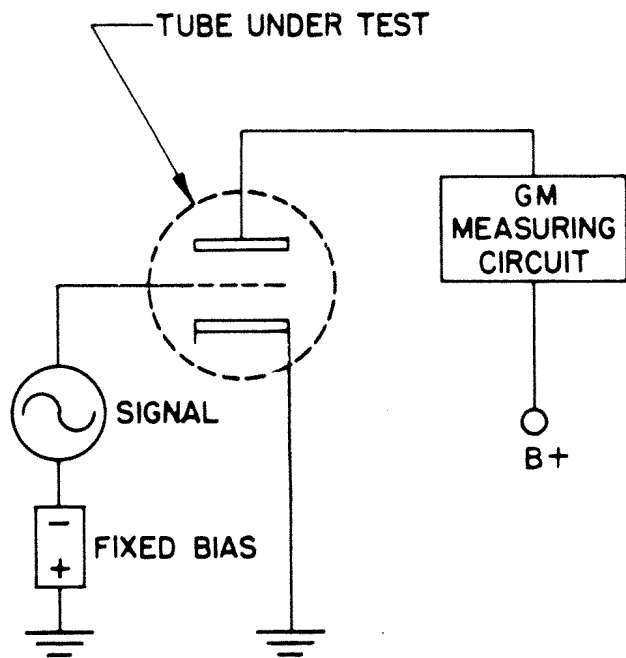 TUBE UNDER TEST
GM
MEASURING
CIRCUIT
SIGNAL
B+
−
FIXED BIAS
+